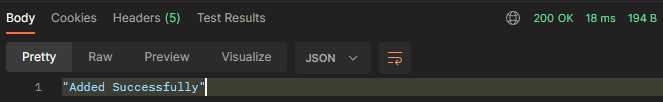 Body Cookies Headers (5) Test Results 200 OK 18 ms 194 B
Pretty Raw Preview Visualize JSON
1 "Added Successfully"